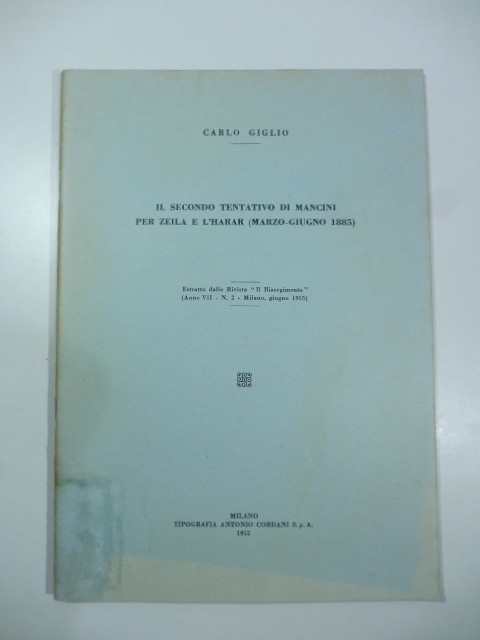 CARLO GIGLIO
IL SECONDO TENTATIVO DI MANCINI
PER ZEILA E L'HARAR (MARZO-GIUGNO 1885)
Estratto dalla Rivista "Il Risorgimento"
(Anno VII - N. 2 - Milano, giugno 1955)
MILANO
TIPOGRAFIA ANTONIO CORDANI S. p. A.
1955